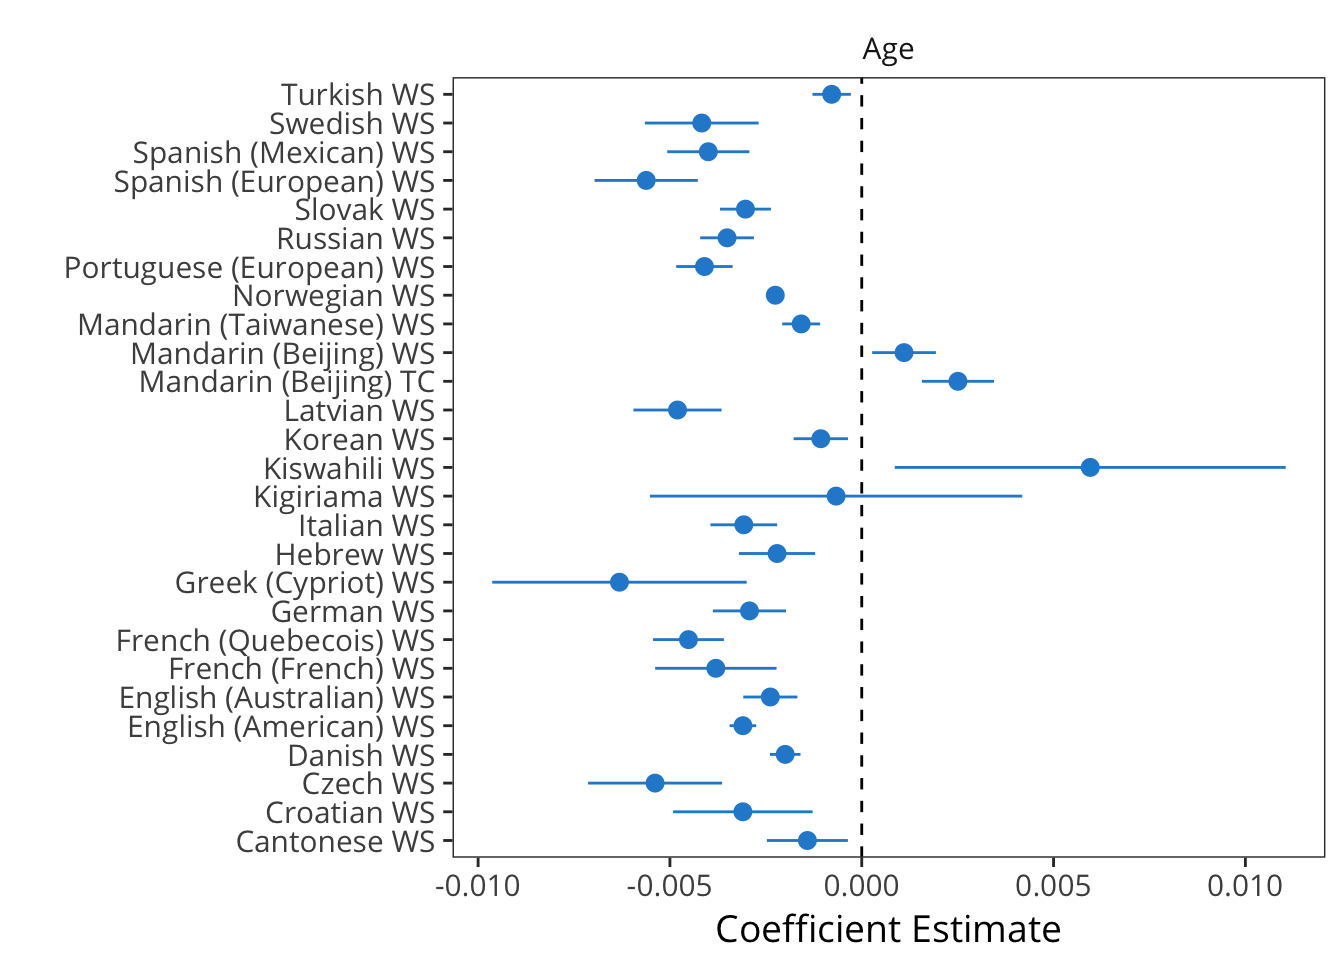 Age
Turkish WS
Swedish WS
Spanish (Mexican) WS
Spanish (European) WS
Slovak WS
Russian WS
Portuguese (European) WS
Norwegian WS
Mandarin (Taiwanese) WS
Mandarin (Beijing) WS
Mandarin (Beijing) TC
Latvian WS
Korean WS
Kiswahili WS
Kigiriama WS
Italian WS
Hebrew WS
Greek (Cypriot) WS
German WS
French (Quebecois) WS
French (French) WS
English (Australian) WS
English (American) WS
Danish WS
Czech WS
Croatian WS
Cantonese WS
-0.010 -0.005 0.000 0.005 0.010
Coefficient Estimate